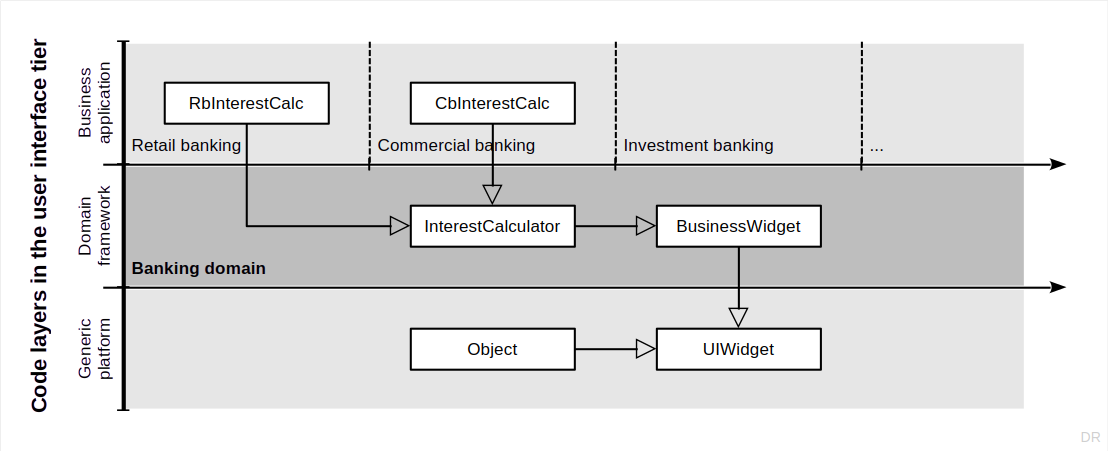 Code layers in the user interface tier
Business
application
RbInterestCalc
CbInterestCalc
Retail banking
Commercial banking
Investment banking
...
Domain
framework
InterestCalculator
BusinessWidget
Banking domain
Generic
platform
Object
UIWidget
DR